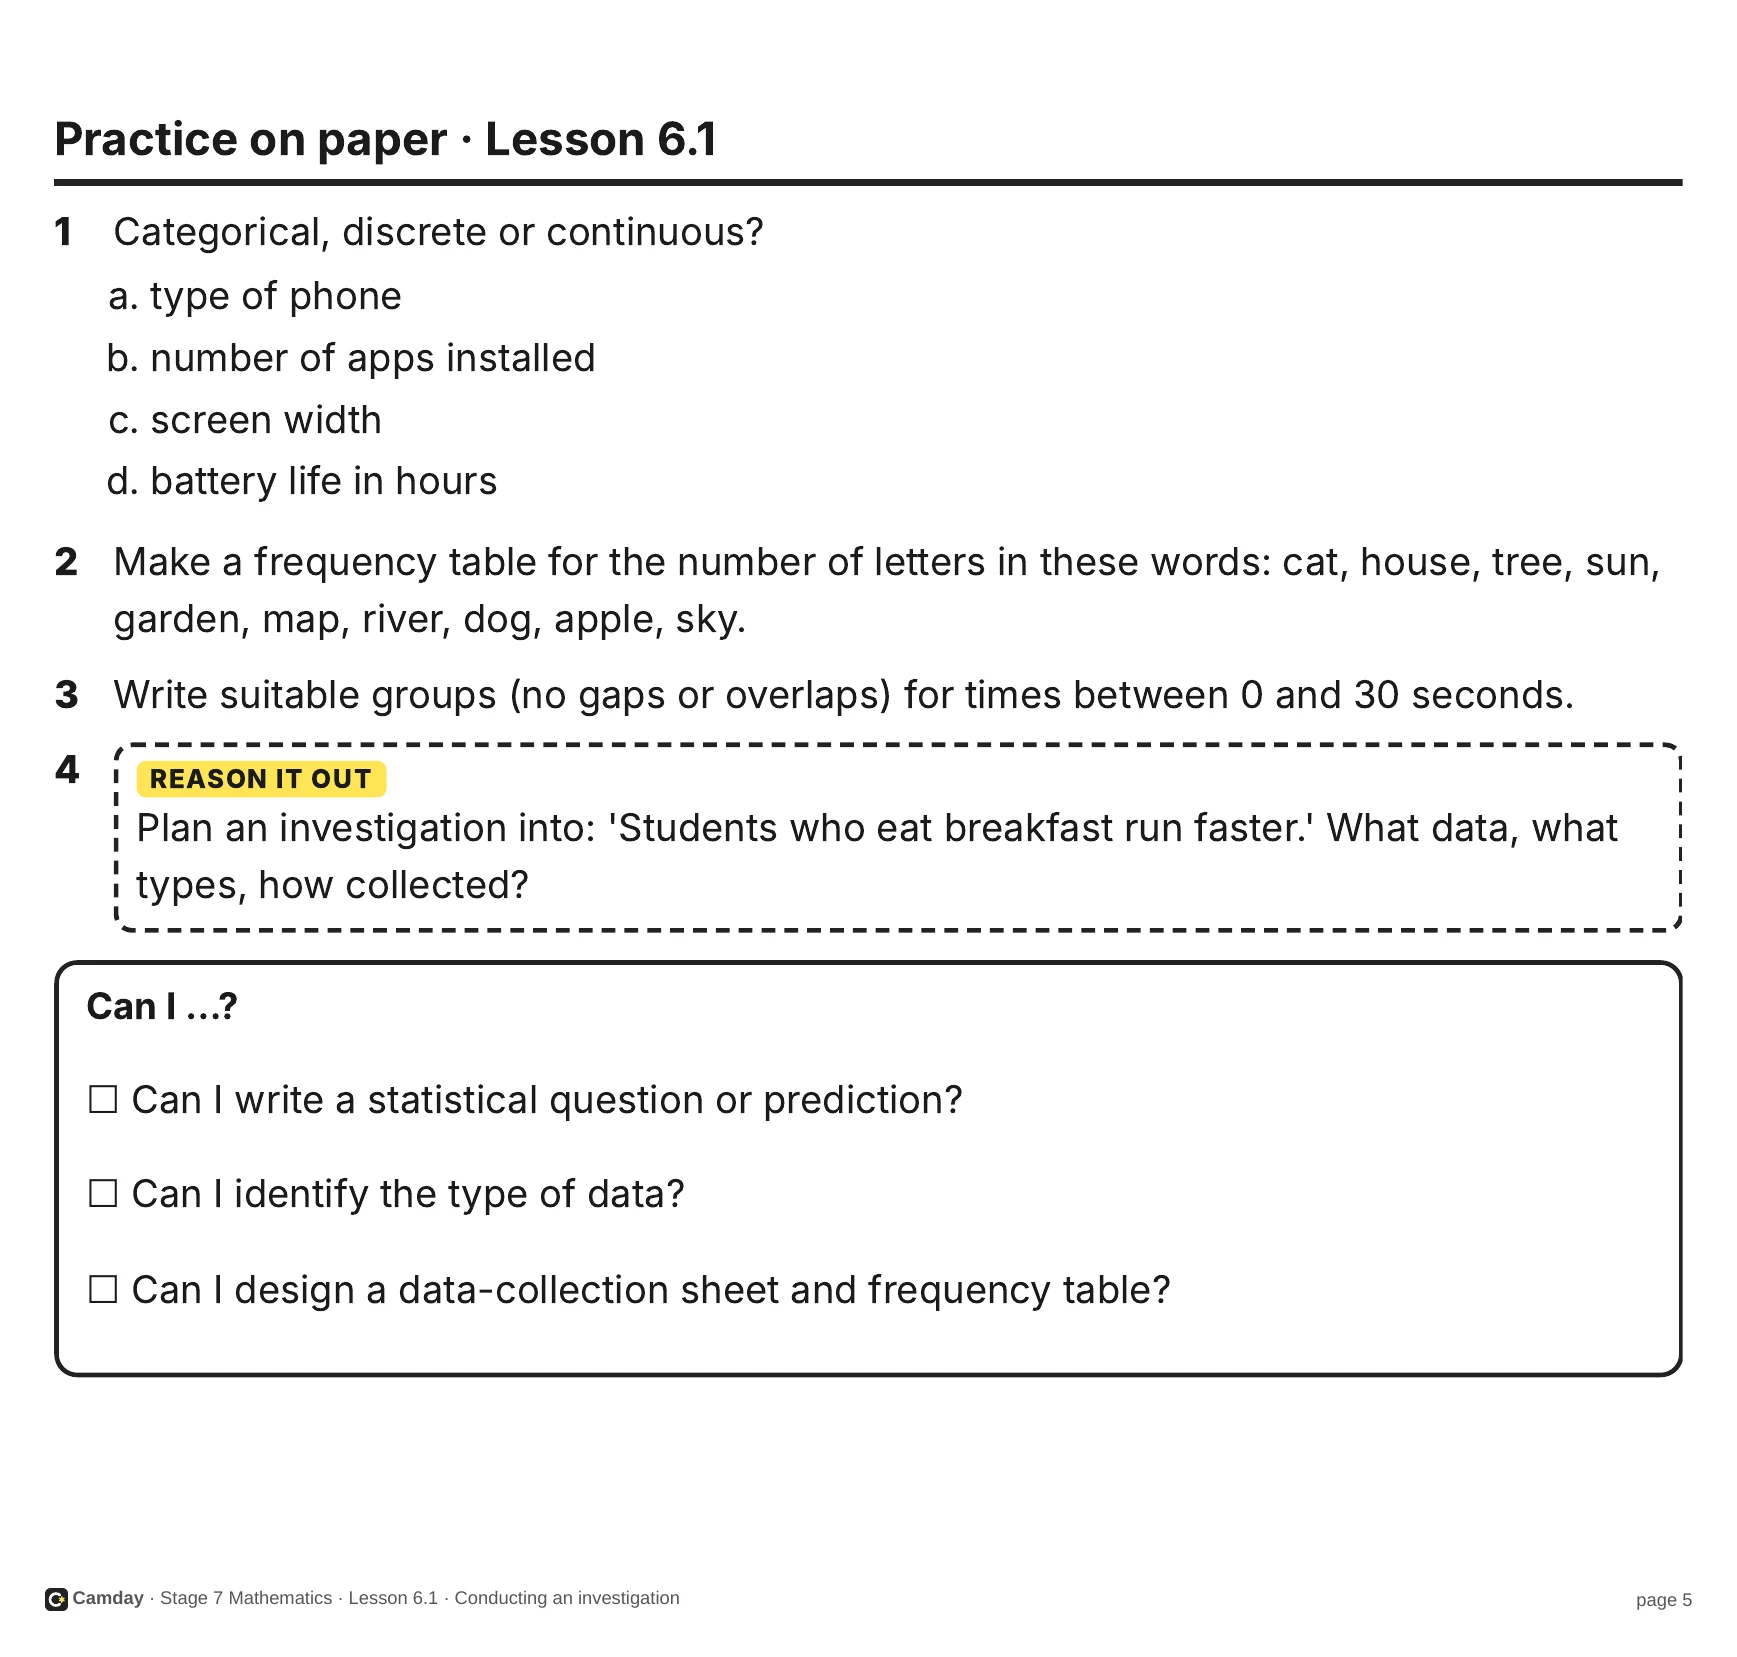 Practice on paper · Lesson 6.1
1 Categorical, discrete or continuous?
a. type of phone
b. number of apps installed
c. screen width
d. battery life in hours
2 Make a frequency table for the number of letters in these words: cat, house, tree, sun,
garden, map, river, dog, apple, sky.
3 Write suitable groups (no gaps or overlaps) for times between 0 and 30 seconds.
4 REASON IT OUT
Plan an investigation into: 'Students who eat breakfast run faster.' What data, what
types, how collected?
Can I …?
☐ Can I write a statistical question or prediction?
☐ Can I identify the type of data?
☐ Can I design a data-collection sheet and frequency table?
Camday · Stage 7 Mathematics · Lesson 6.1 · Conducting an investigation page 5